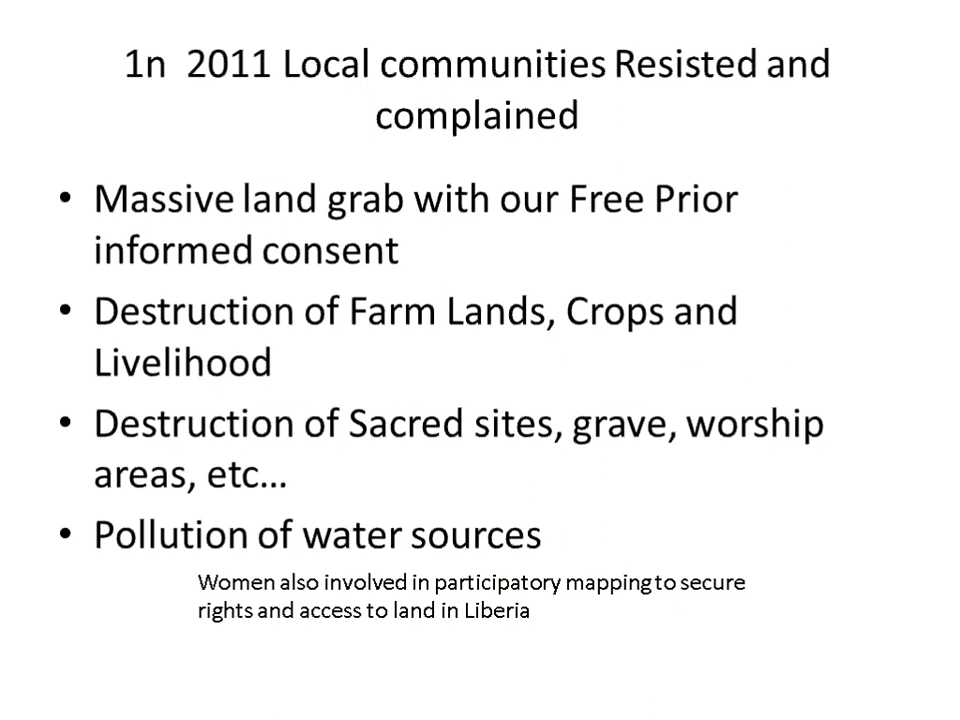 1n  2011 Local communities Resisted and
complained
• Massive land grab with our Free Prior
informed consent
• Destruction of Farm Lands, Crops and
Livelihood
• Destruction of Sacred sites, grave, worship
areas, etc…
• Pollution of water sources
Women also involved in participatory mapping to secure
rights and access to land in Liberia